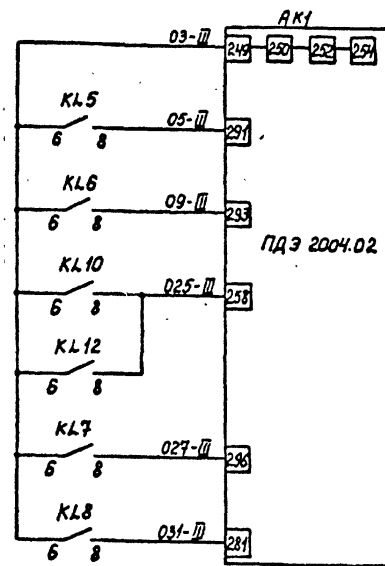 АК1
03-III 249 250 252 254
KL5
05-III 291
6 8
KL6
09-III 293
6 8
ПДЭ 2004.02
KL10
025-III 258
6 8
KL12
6 8
KL7
027-III 296
6 8
KL8
031-III 281
6 8